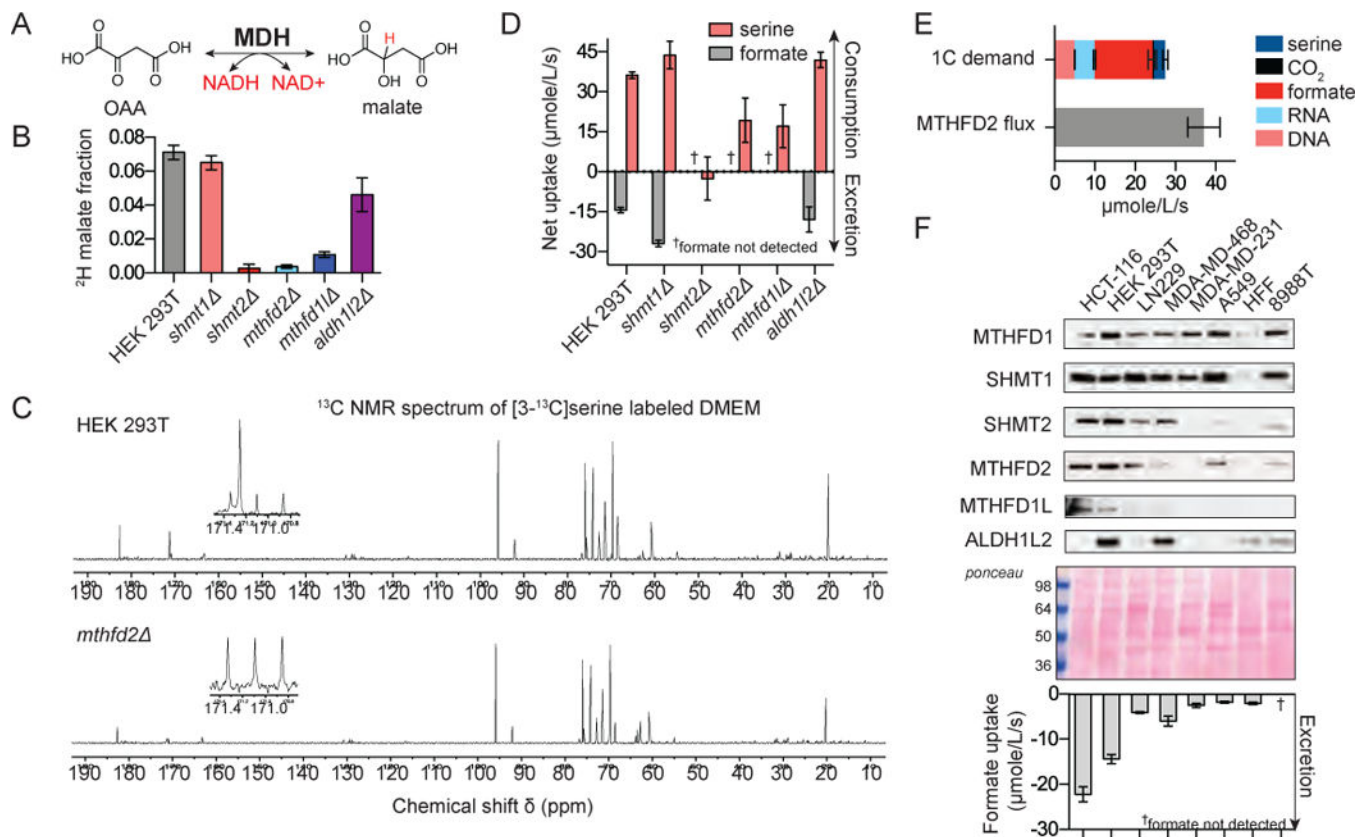 A
MDH
HO
OH
O
O
O
NADH
NAD+
HO
OH
O
OH
O
H
OAA
malate
B
²H malate fraction
0.08
0.06
0.04
0.02
0.00
HEK 293T
shmt1Δ
shmt2Δ
mthfd2Δ
mthfd1lΔ
aldh1l2Δ
C
¹³C NMR spectrum of [3-¹³C]serine labeled DMEM
HEK 293T
171.4 171.0
190 180 170 160 150 140 130 120 110 100 90 80 70 60 50 40 30 20 10
mthfd2Δ
171.4 171.0
190 180 170 160 150 140 130 120 110 100 90 80 70 60 50 40 30 20 10
Chemical shift δ (ppm)
D
serine
formate
Net uptake (µmole/L/s)
45
30
15
0
-15
-30
Consumption
Excretion
† † †
†formate not detected
HEK 293T
shmt1Δ
shmt2Δ
mthfd2Δ
mthfd1lΔ
aldh1l2Δ
E
1C demand
MTHFD2 flux
0 10 20 30 40
µmole/L/s
serine
CO₂
formate
RNA
DNA
F
HCT-116
HEK 293T
LN229
MDA-MD-468
MDA-MD-231
A549
HFF
8988T
MTHFD1
SHMT1
SHMT2
MTHFD2
MTHFD1L
ALDH1L2
ponceau
98
64
50
36
Formate uptake
(µmole/L/s)
0
-10
-20
-30
†
†formate not detected
Excretion